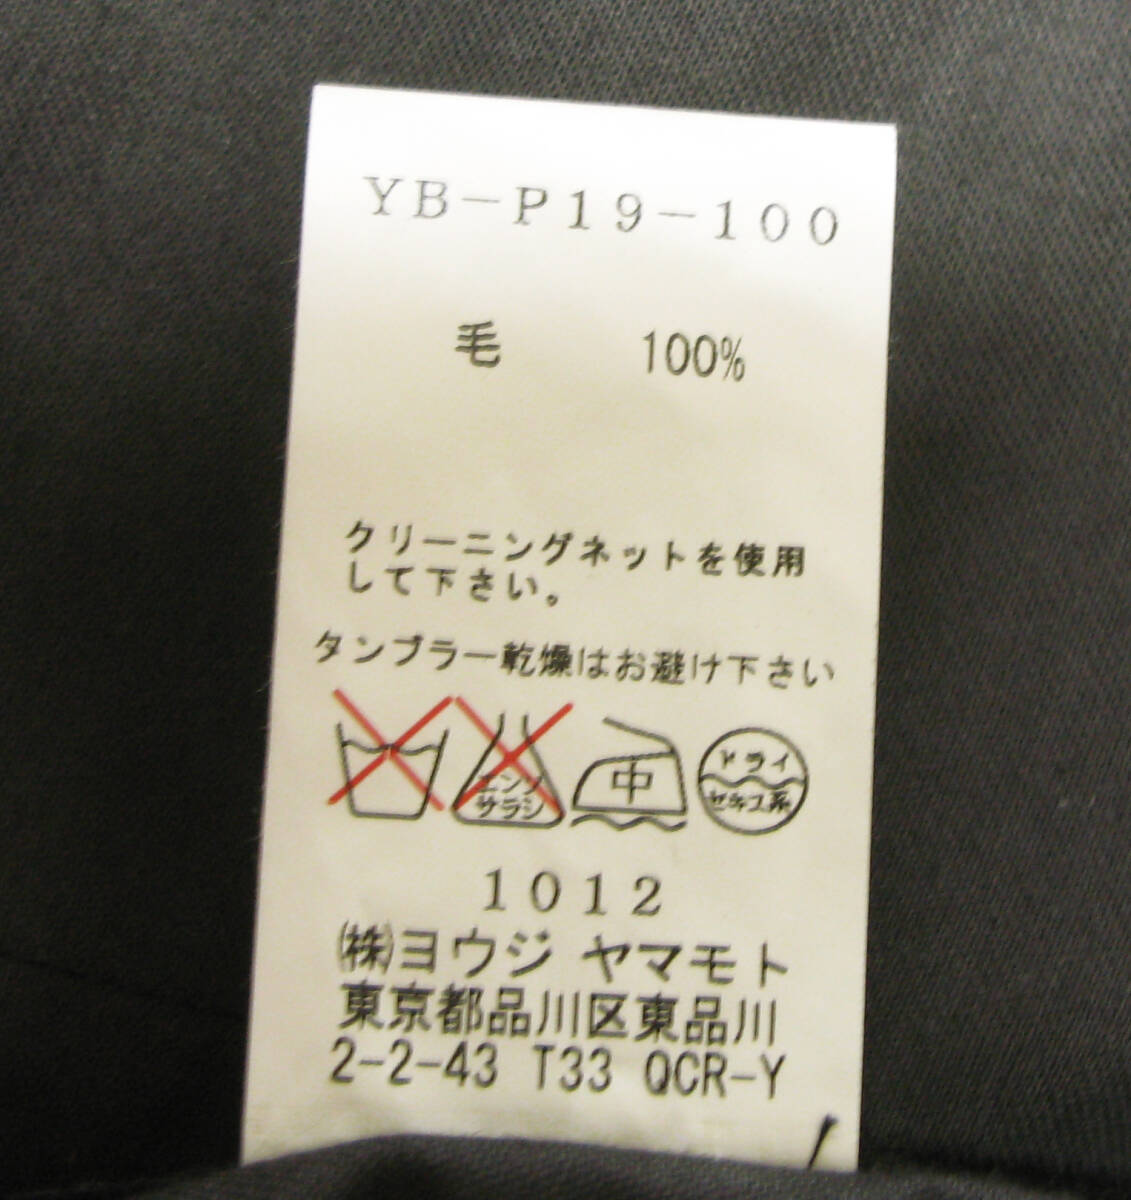 YB-P19-100
毛 100%
クリーニングネットを使用
して下さい。
タンブラー乾燥はお避け下さい
エンソ
サラシ
中
ドライ
セキユ系
1012
㈱ヨウジ ヤマモト
東京都品川区東品川
2-2-43 T33 QCR-Y